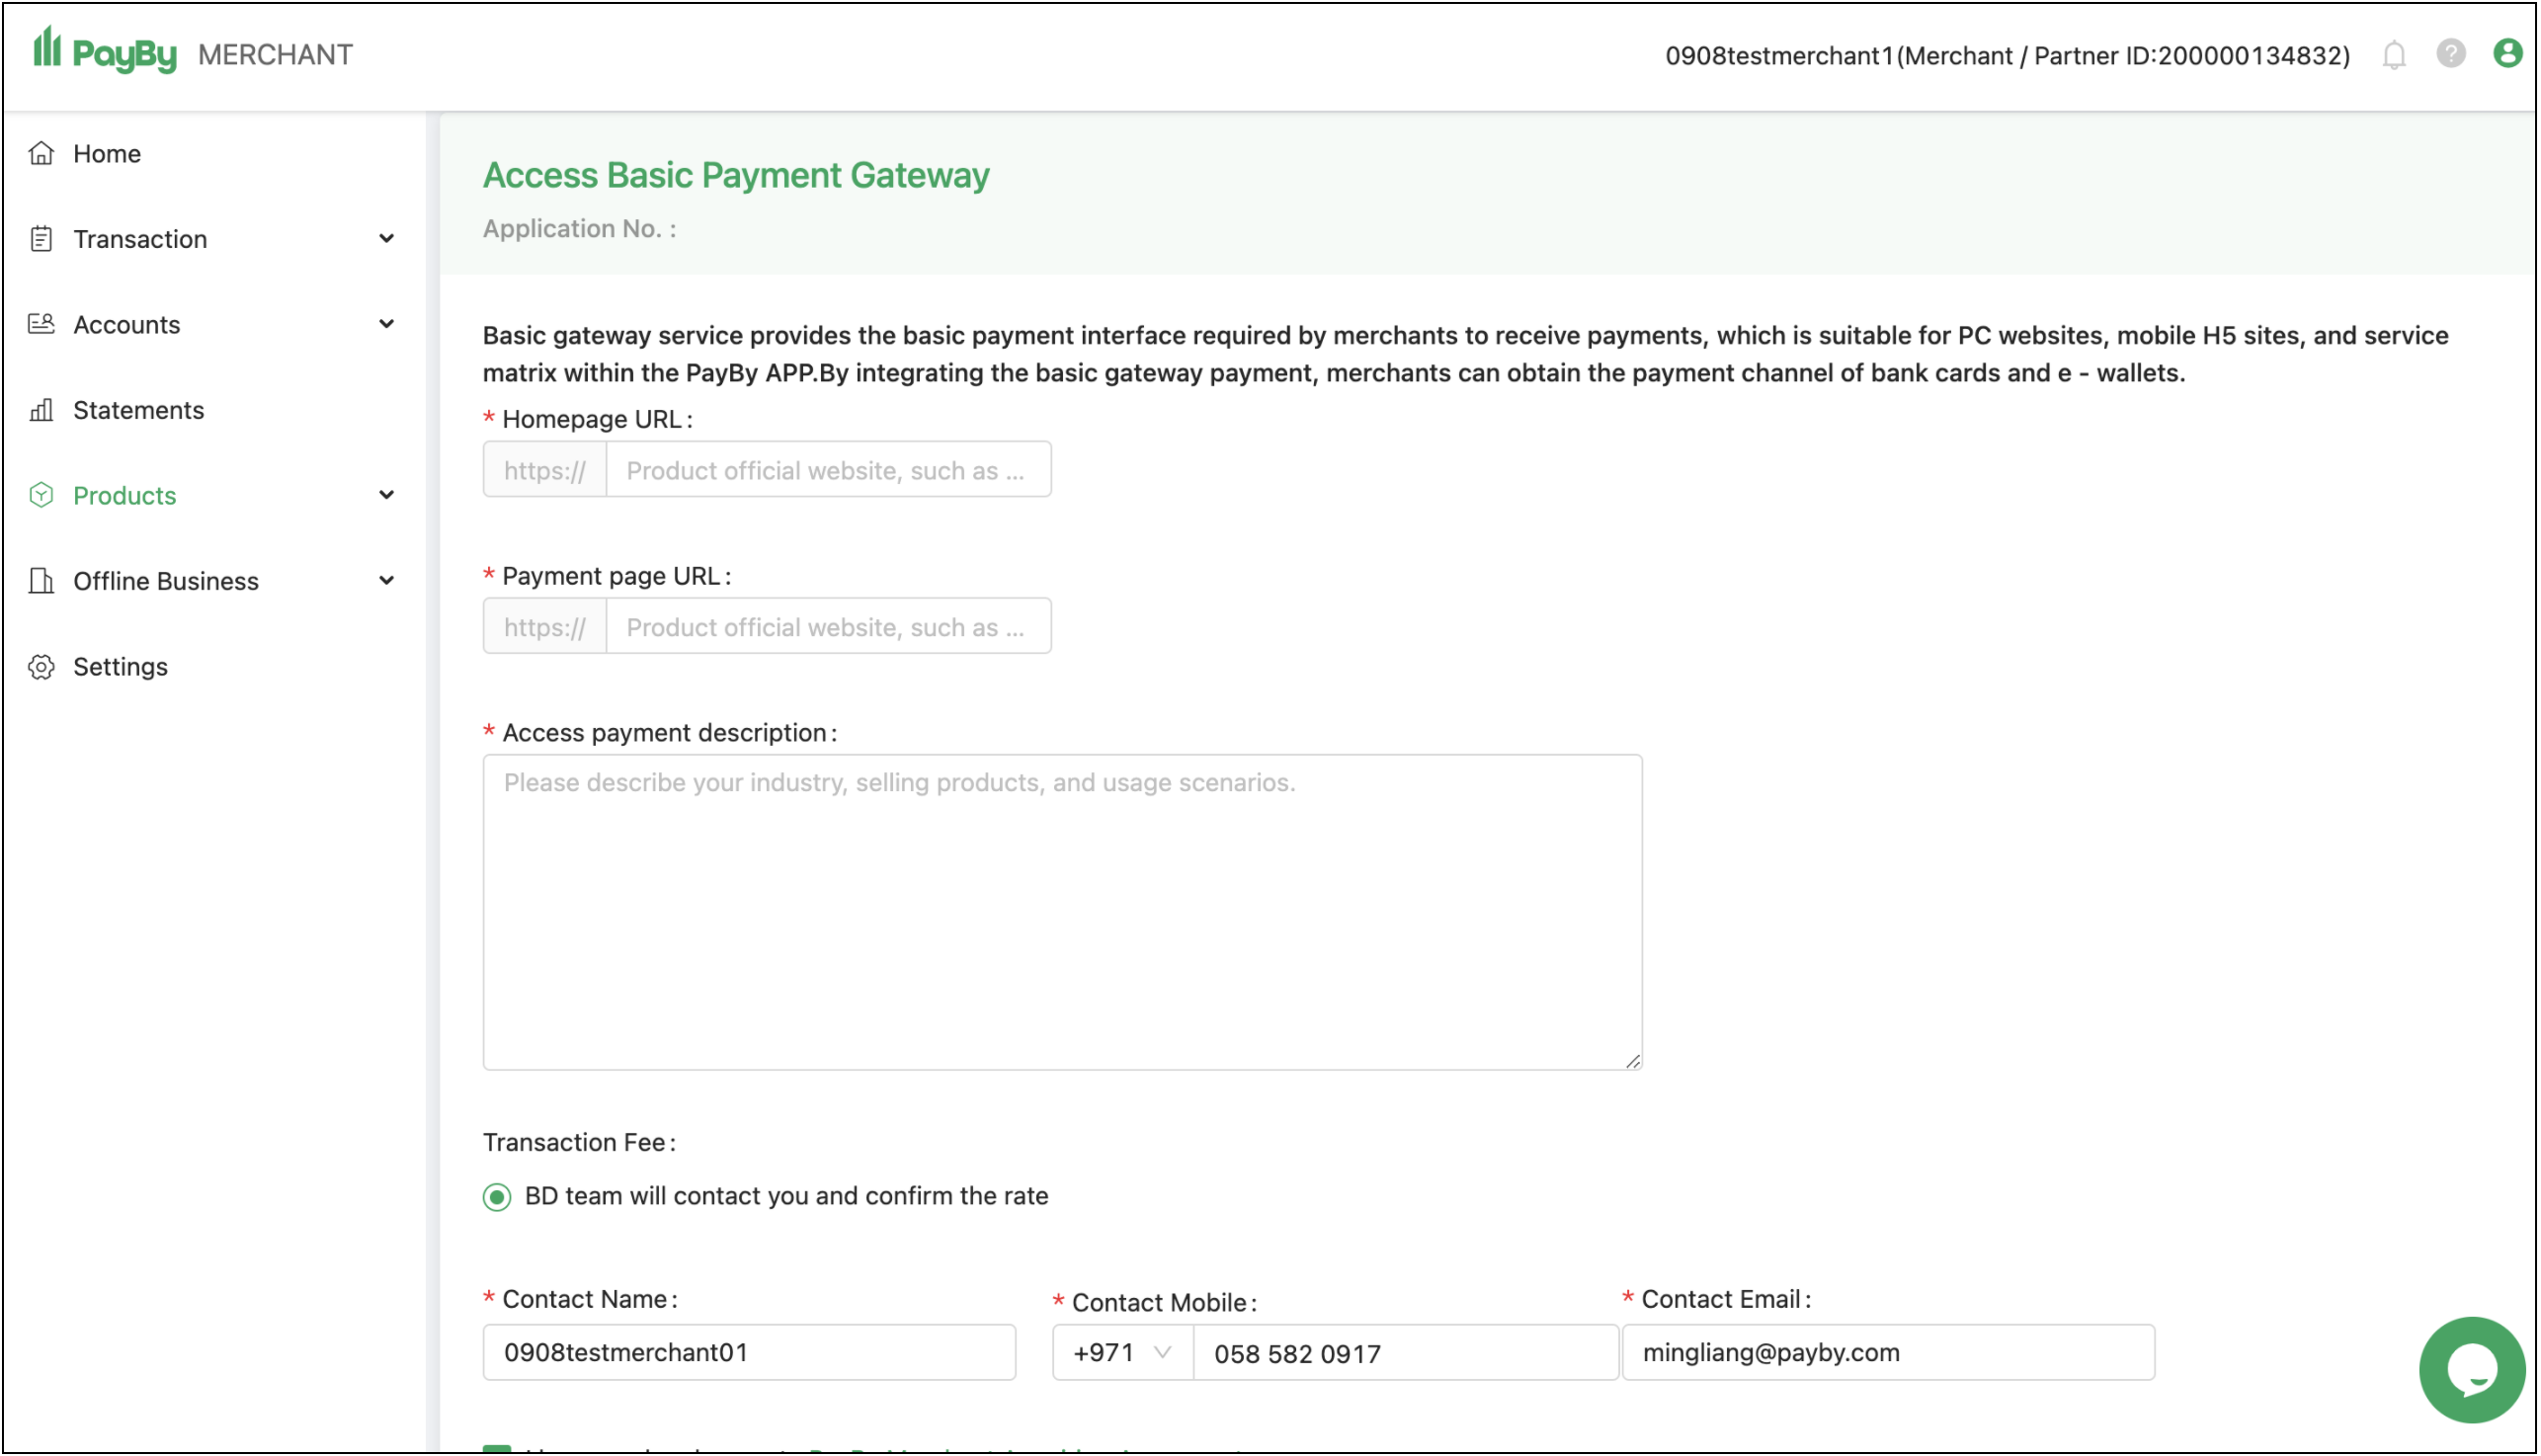 PayBy MERCHANT
0908testmerchant1(Merchant / Partner ID:200000134832)
?
Home
Transaction
Accounts
Statements
Products
Offline Business
Settings
Access Basic Payment Gateway
Application No. :
Basic gateway service provides the basic payment interface required by merchants to receive payments, which is suitable for PC websites, mobile H5 sites, and service
matrix within the PayBy APP.By integrating the basic gateway payment, merchants can obtain the payment channel of bank cards and e - wallets.
* Homepage URL:
https:// Product official website, such as ...
* Payment page URL:
https:// Product official website, such as ...
* Access payment description:
Please describe your industry, selling products, and usage scenarios.
Transaction Fee:
BD team will contact you and confirm the rate
* Contact Name:
0908testmerchant01
* Contact Mobile:
+971 058 582 0917
* Contact Email:
mingliang@payby.com